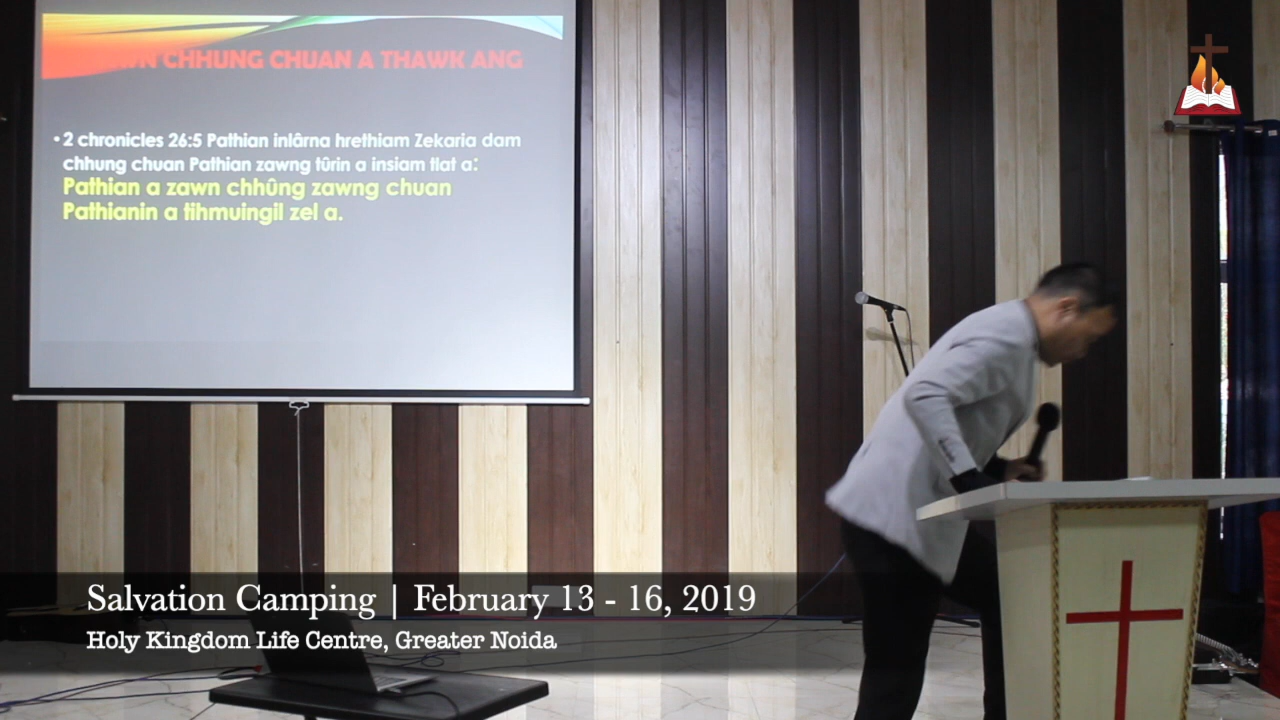 CHHUNG CHUAN A THAWK ANG
• 2 chronicles 26:5 Pathian inlârna hrethiam Zekaria dam
chhung chuan Pathian zawng tûrin a insiam tlat a:
Pathian a zawn chhûng zawng chuan
Pathianin a tihmuingil zel a.
Salvation Camping | February 13 - 16, 2019
Holy Kingdom Life Centre, Greater Noida